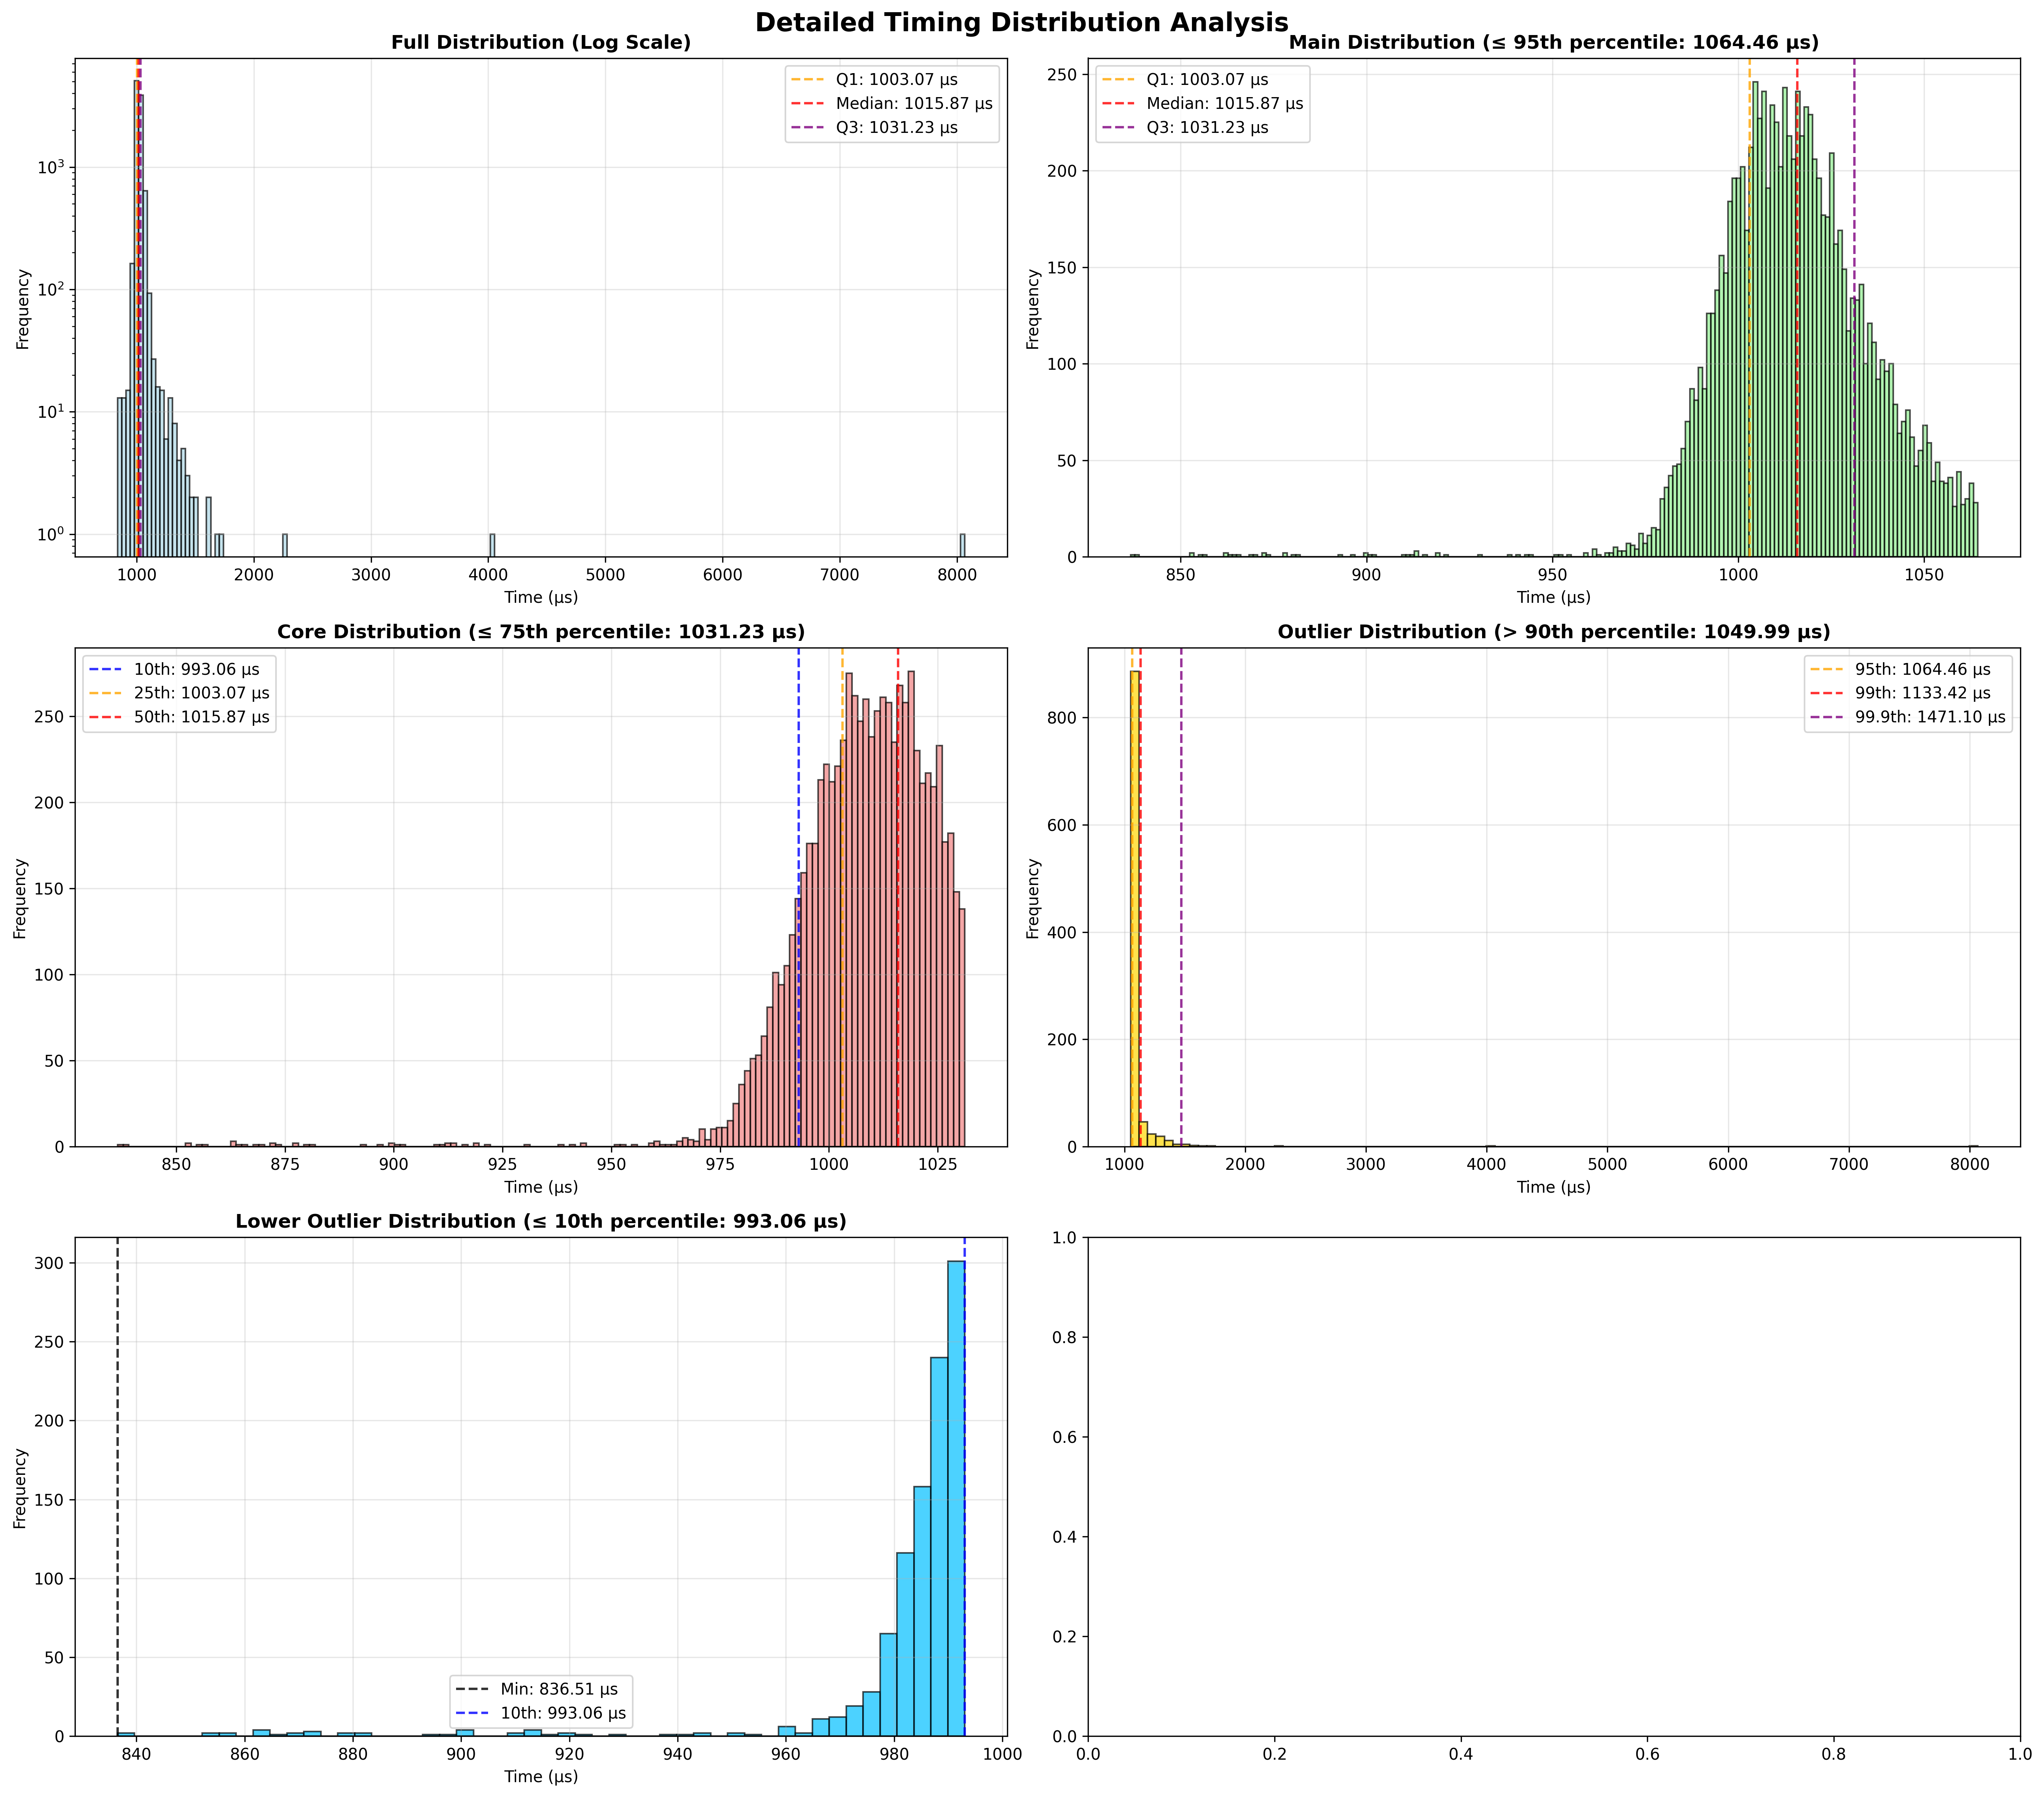 Detailed Timing Distribution Analysis
Full Distribution (Log Scale)
Frequency
10³
10²
10¹
10⁰
Q1: 1003.07 µs
Median: 1015.87 µs
Q3: 1031.23 µs
1000 2000 3000 4000 5000 6000 7000 8000
Time (µs)
Main Distribution (≤ 95th percentile: 1064.46 µs)
Frequency
250
200
150
100
50
0
Q1: 1003.07 µs
Median: 1015.87 µs
Q3: 1031.23 µs
850 900 950 1000 1050
Time (µs)
Core Distribution (≤ 75th percentile: 1031.23 µs)
Frequency
250
200
150
100
50
0
10th: 993.06 µs
25th: 1003.07 µs
50th: 1015.87 µs
850 875 900 925 950 975 1000 1025
Time (µs)
Outlier Distribution (> 90th percentile: 1049.99 µs)
Frequency
800
600
400
200
0
95th: 1064.46 µs
99th: 1133.42 µs
99.9th: 1471.10 µs
1000 2000 3000 4000 5000 6000 7000 8000
Time (µs)
Lower Outlier Distribution (≤ 10th percentile: 993.06 µs)
Frequency
300
250
200
150
100
50
0
Min: 836.51 µs
10th: 993.06 µs
840 860 880 900 920 940 960 980 1000
Time (µs)
1.0
0.8
0.6
0.4
0.2
0.0
0.0 0.2 0.4 0.6 0.8 1.0